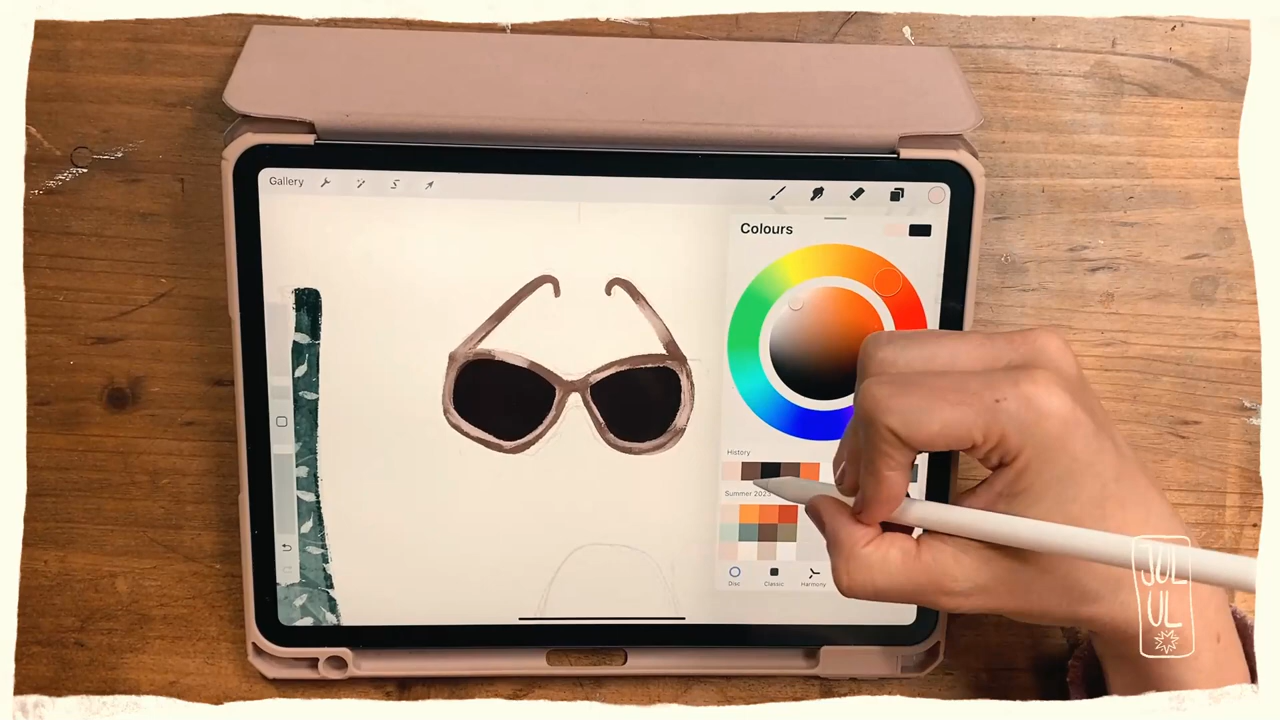 Gallery
Colours
History
Summer 2023
Disc
Classic
Harmony
JUL
UL